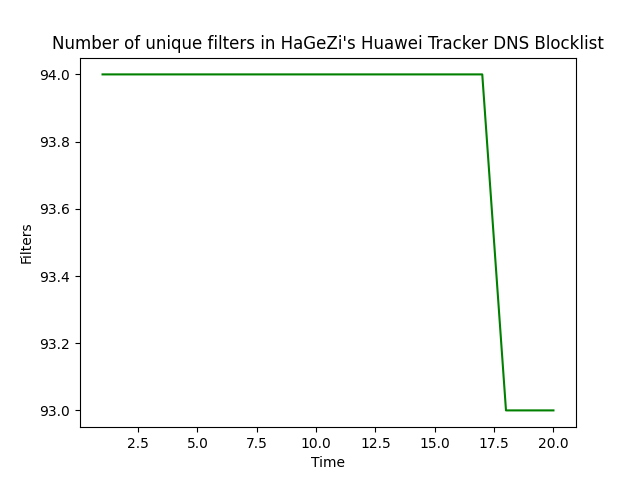 Number of unique filters in HaGeZi's Huawei Tracker DNS Blocklist
94.0
93.8
93.6
93.4
93.2
93.0
Filters
2.5 5.0 7.5 10.0 12.5 15.0 17.5 20.0
Time